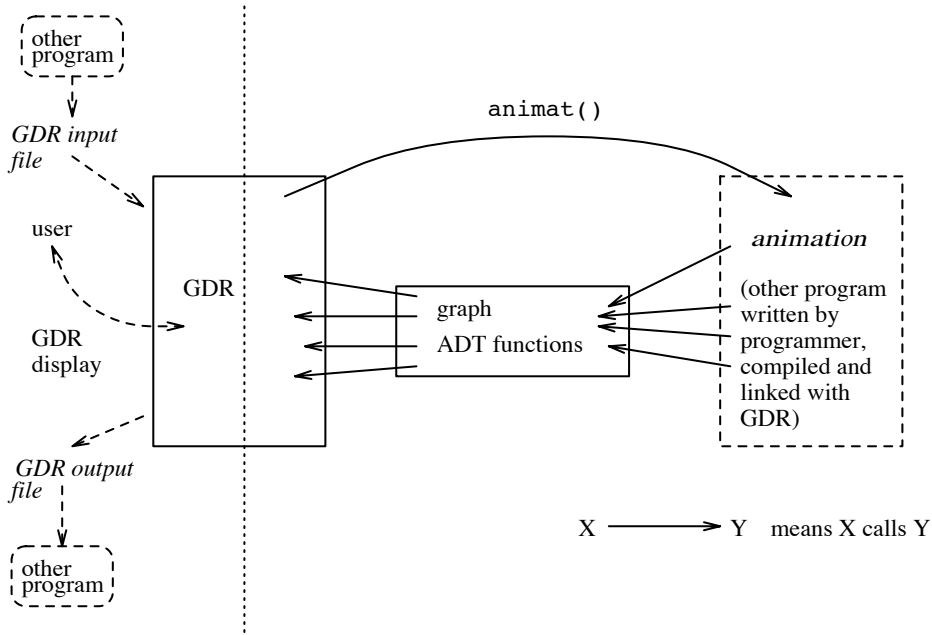 other
program
GDR input
file
user
GDR
display
GDR output
file
other
program
GDR
animat()
graph
ADT functions
animation
(other program
written by
programmer,
compiled and
linked with
GDR)
X Y means X calls Y